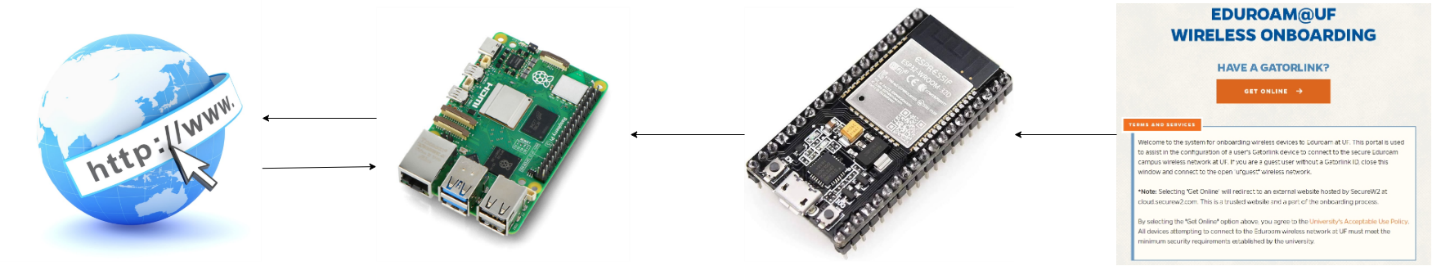 http://www.
HDMI
ESPRESSIF
ESP-WROOM-32
EDUROAM@UF
WIRELESS ONBOARDING
HAVE A GATORLINK?
GET ONLINE →
TERMS AND SERVICES
Welcome to the system for onboarding wireless devices to Eduroam at UF. This portal is used
to assist in the configuration of a user's Gatorlink device to connect to the secure Eduroam
campus wireless network at UF. If you are a guest user without a Gatorlink ID, close this
window and connect to the open "ufguest" wireless network.
*Note: Selecting "Get Online" will redirect to an external website hosted by SecureW2 at
cloud.securew2.com. This is a trusted website and a part of the onboarding process.
By selecting the "Get Online" option above, you agree to the University's Acceptable Use Policy.
All devices attempting to connect to the Eduroam wireless network at UF must meet the
minimum security requirements established by the university.